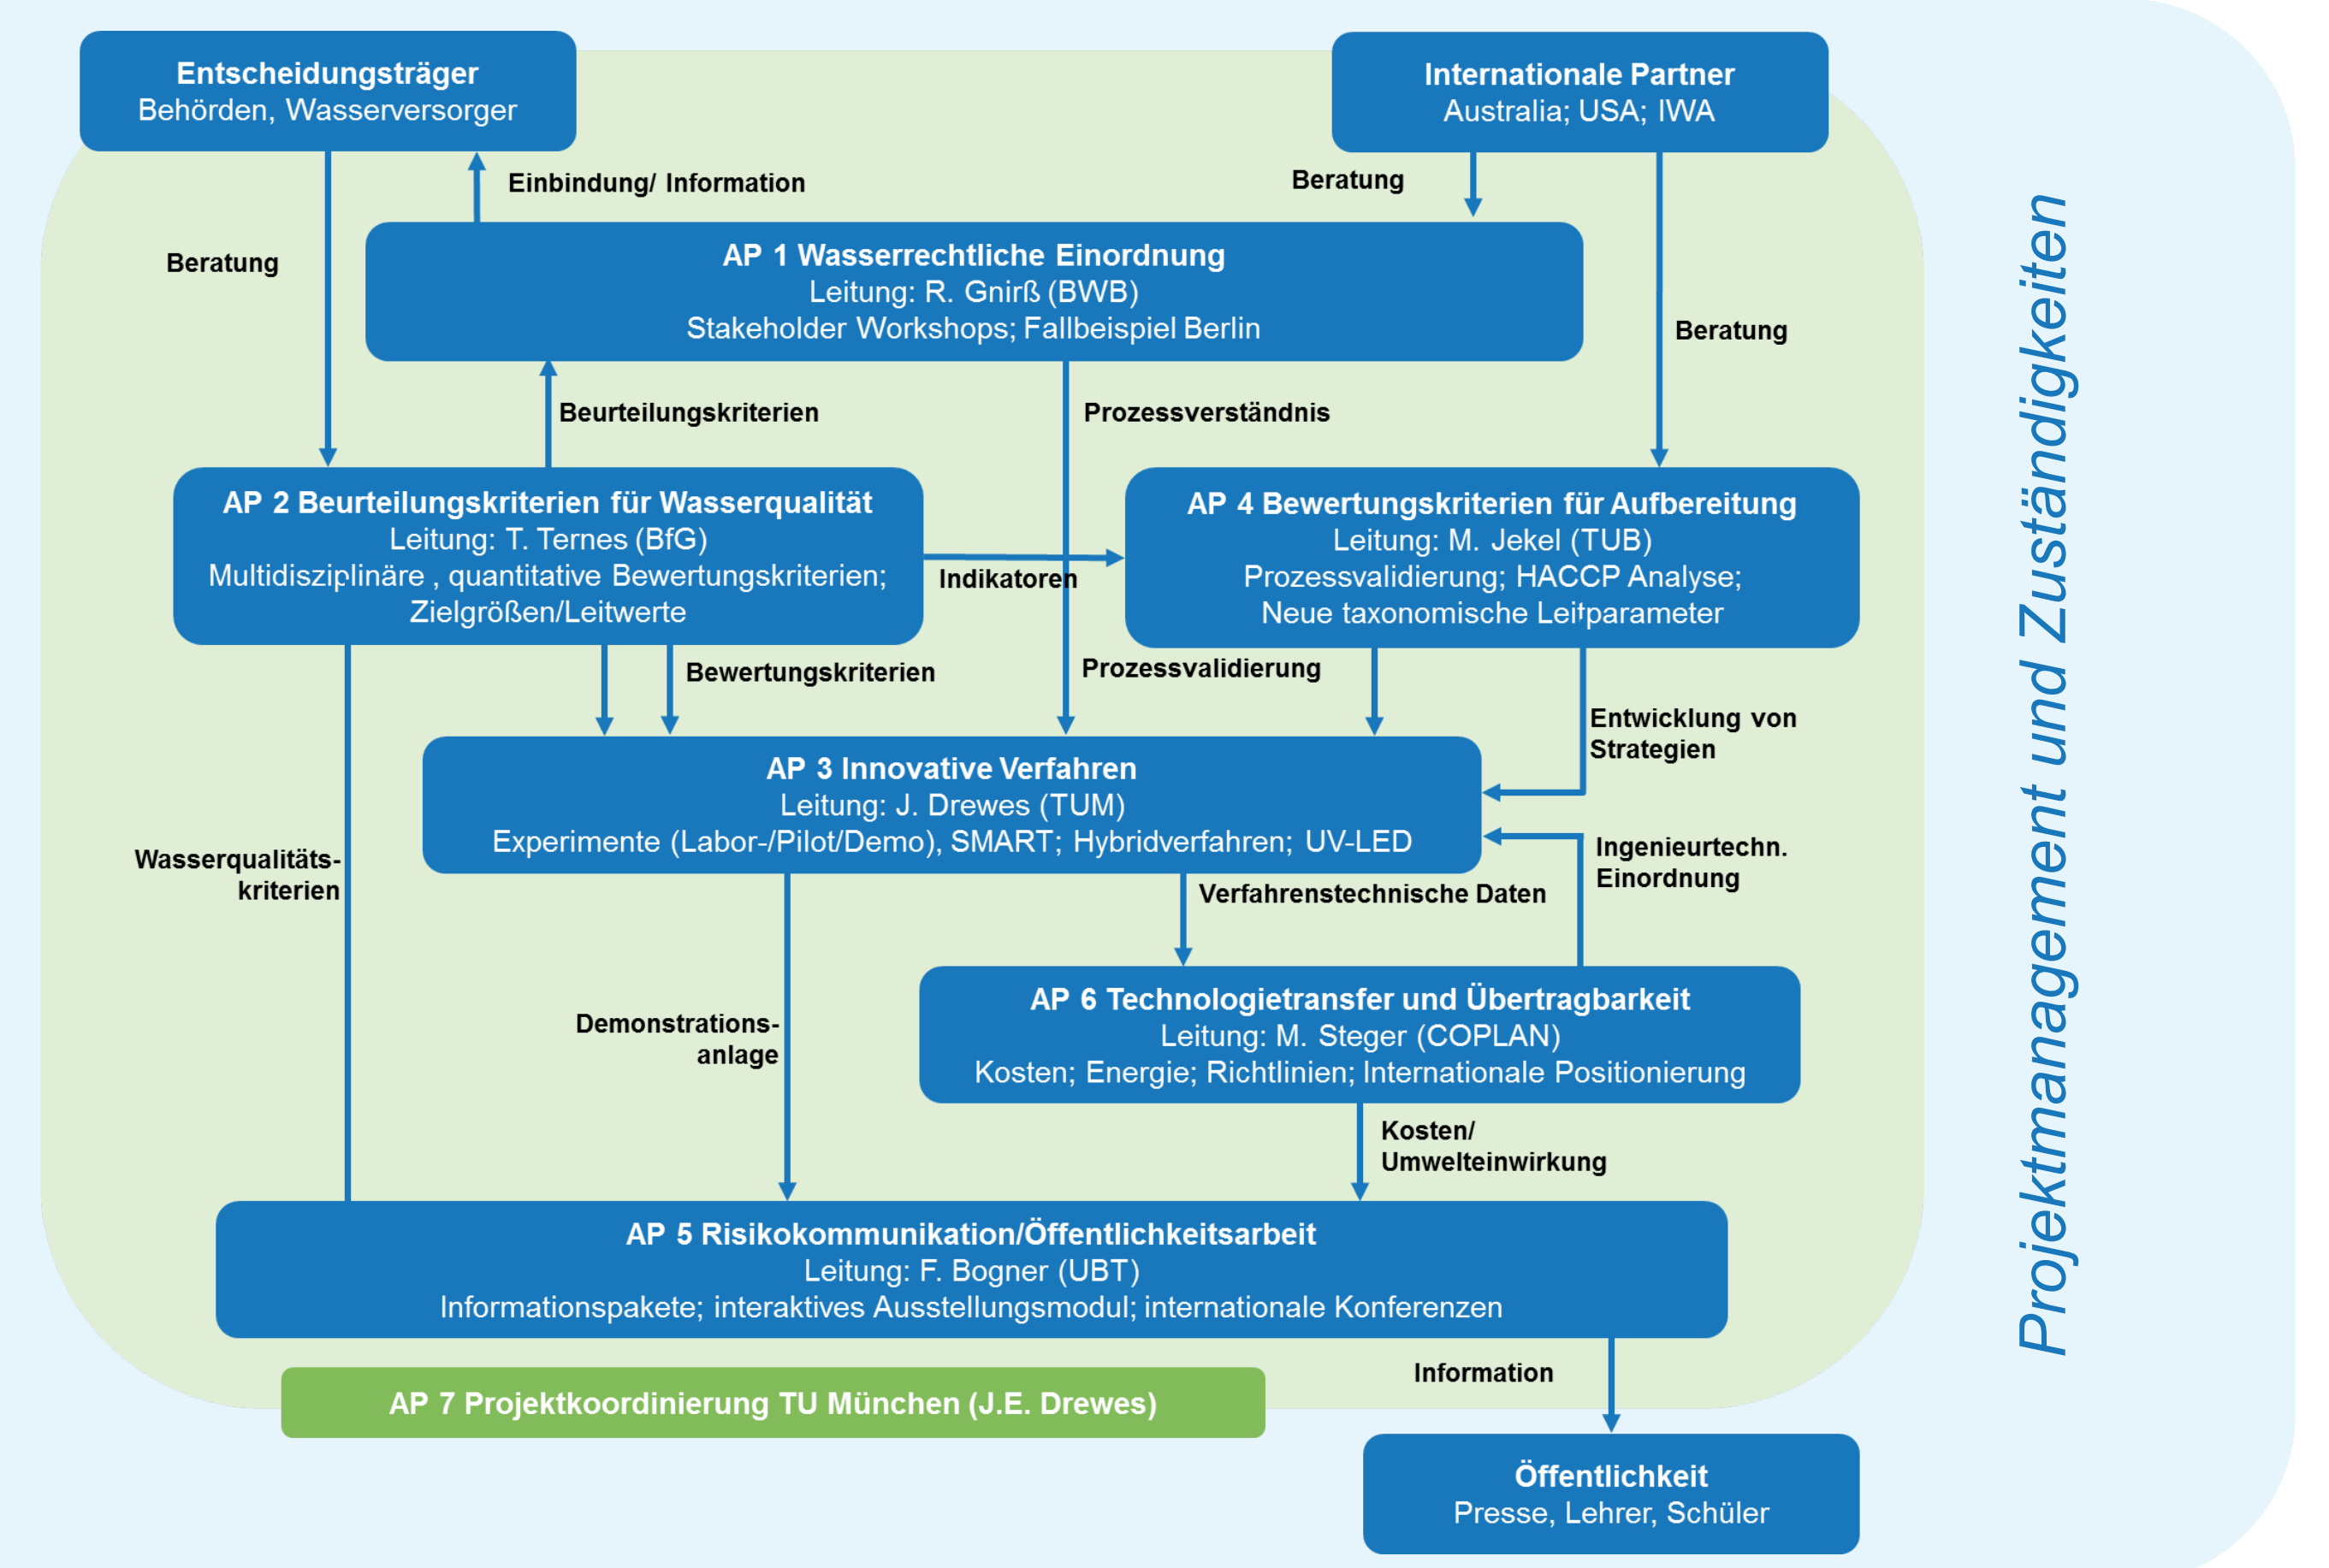 Entscheidungsträger
Behörden, Wasserversorger
Internationale Partner
Australia; USA; IWA
Einbindung/ Information
Beratung
Beratung
AP 1 Wasserrechtliche Einordnung
Leitung: R. Gnirß (BWB)
Stakeholder Workshops; Fallbeispiel Berlin
Beratung
Beurteilungskriterien
Prozessverständnis
AP 2 Beurteilungskriterien für Wasserqualität
Leitung: T. Ternes (BfG)
Multidisziplinäre , quantitative Bewertungskriterien;
Zielgrößen/Leitwerte
Indikatoren
AP 4 Bewertungskriterien für Aufbereitung
Leitung: M. Jekel (TUB)
Prozessvalidierung; HACCP Analyse;
Neue taxonomische Leitparameter
Bewertungskriterien
Prozessvalidierung
Entwicklung von
Strategien
AP 3 Innovative Verfahren
Leitung: J. Drewes (TUM)
Experimente (Labor-/Pilot/Demo), SMART; Hybridverfahren; UV-LED
Wasserqualitäts-
kriterien
Ingenieurtechn.
Einordnung
Verfahrenstechnische Daten
Demonstrations-
anlage
AP 6 Technologietransfer und Übertragbarkeit
Leitung: M. Steger (COPLAN)
Kosten; Energie; Richtlinien; Internationale Positionierung
Kosten/
Umwelteinwirkung
AP 5 Risikokommunikation/Öffentlichkeitsarbeit
Leitung: F. Bogner (UBT)
Informationspakete; interaktives Ausstellungsmodul; internationale Konferenzen
Information
AP 7 Projektkoordinierung TU München (J.E. Drewes)
Öffentlichkeit
Presse, Lehrer, Schüler
Projektmanagement und Zuständigkeiten